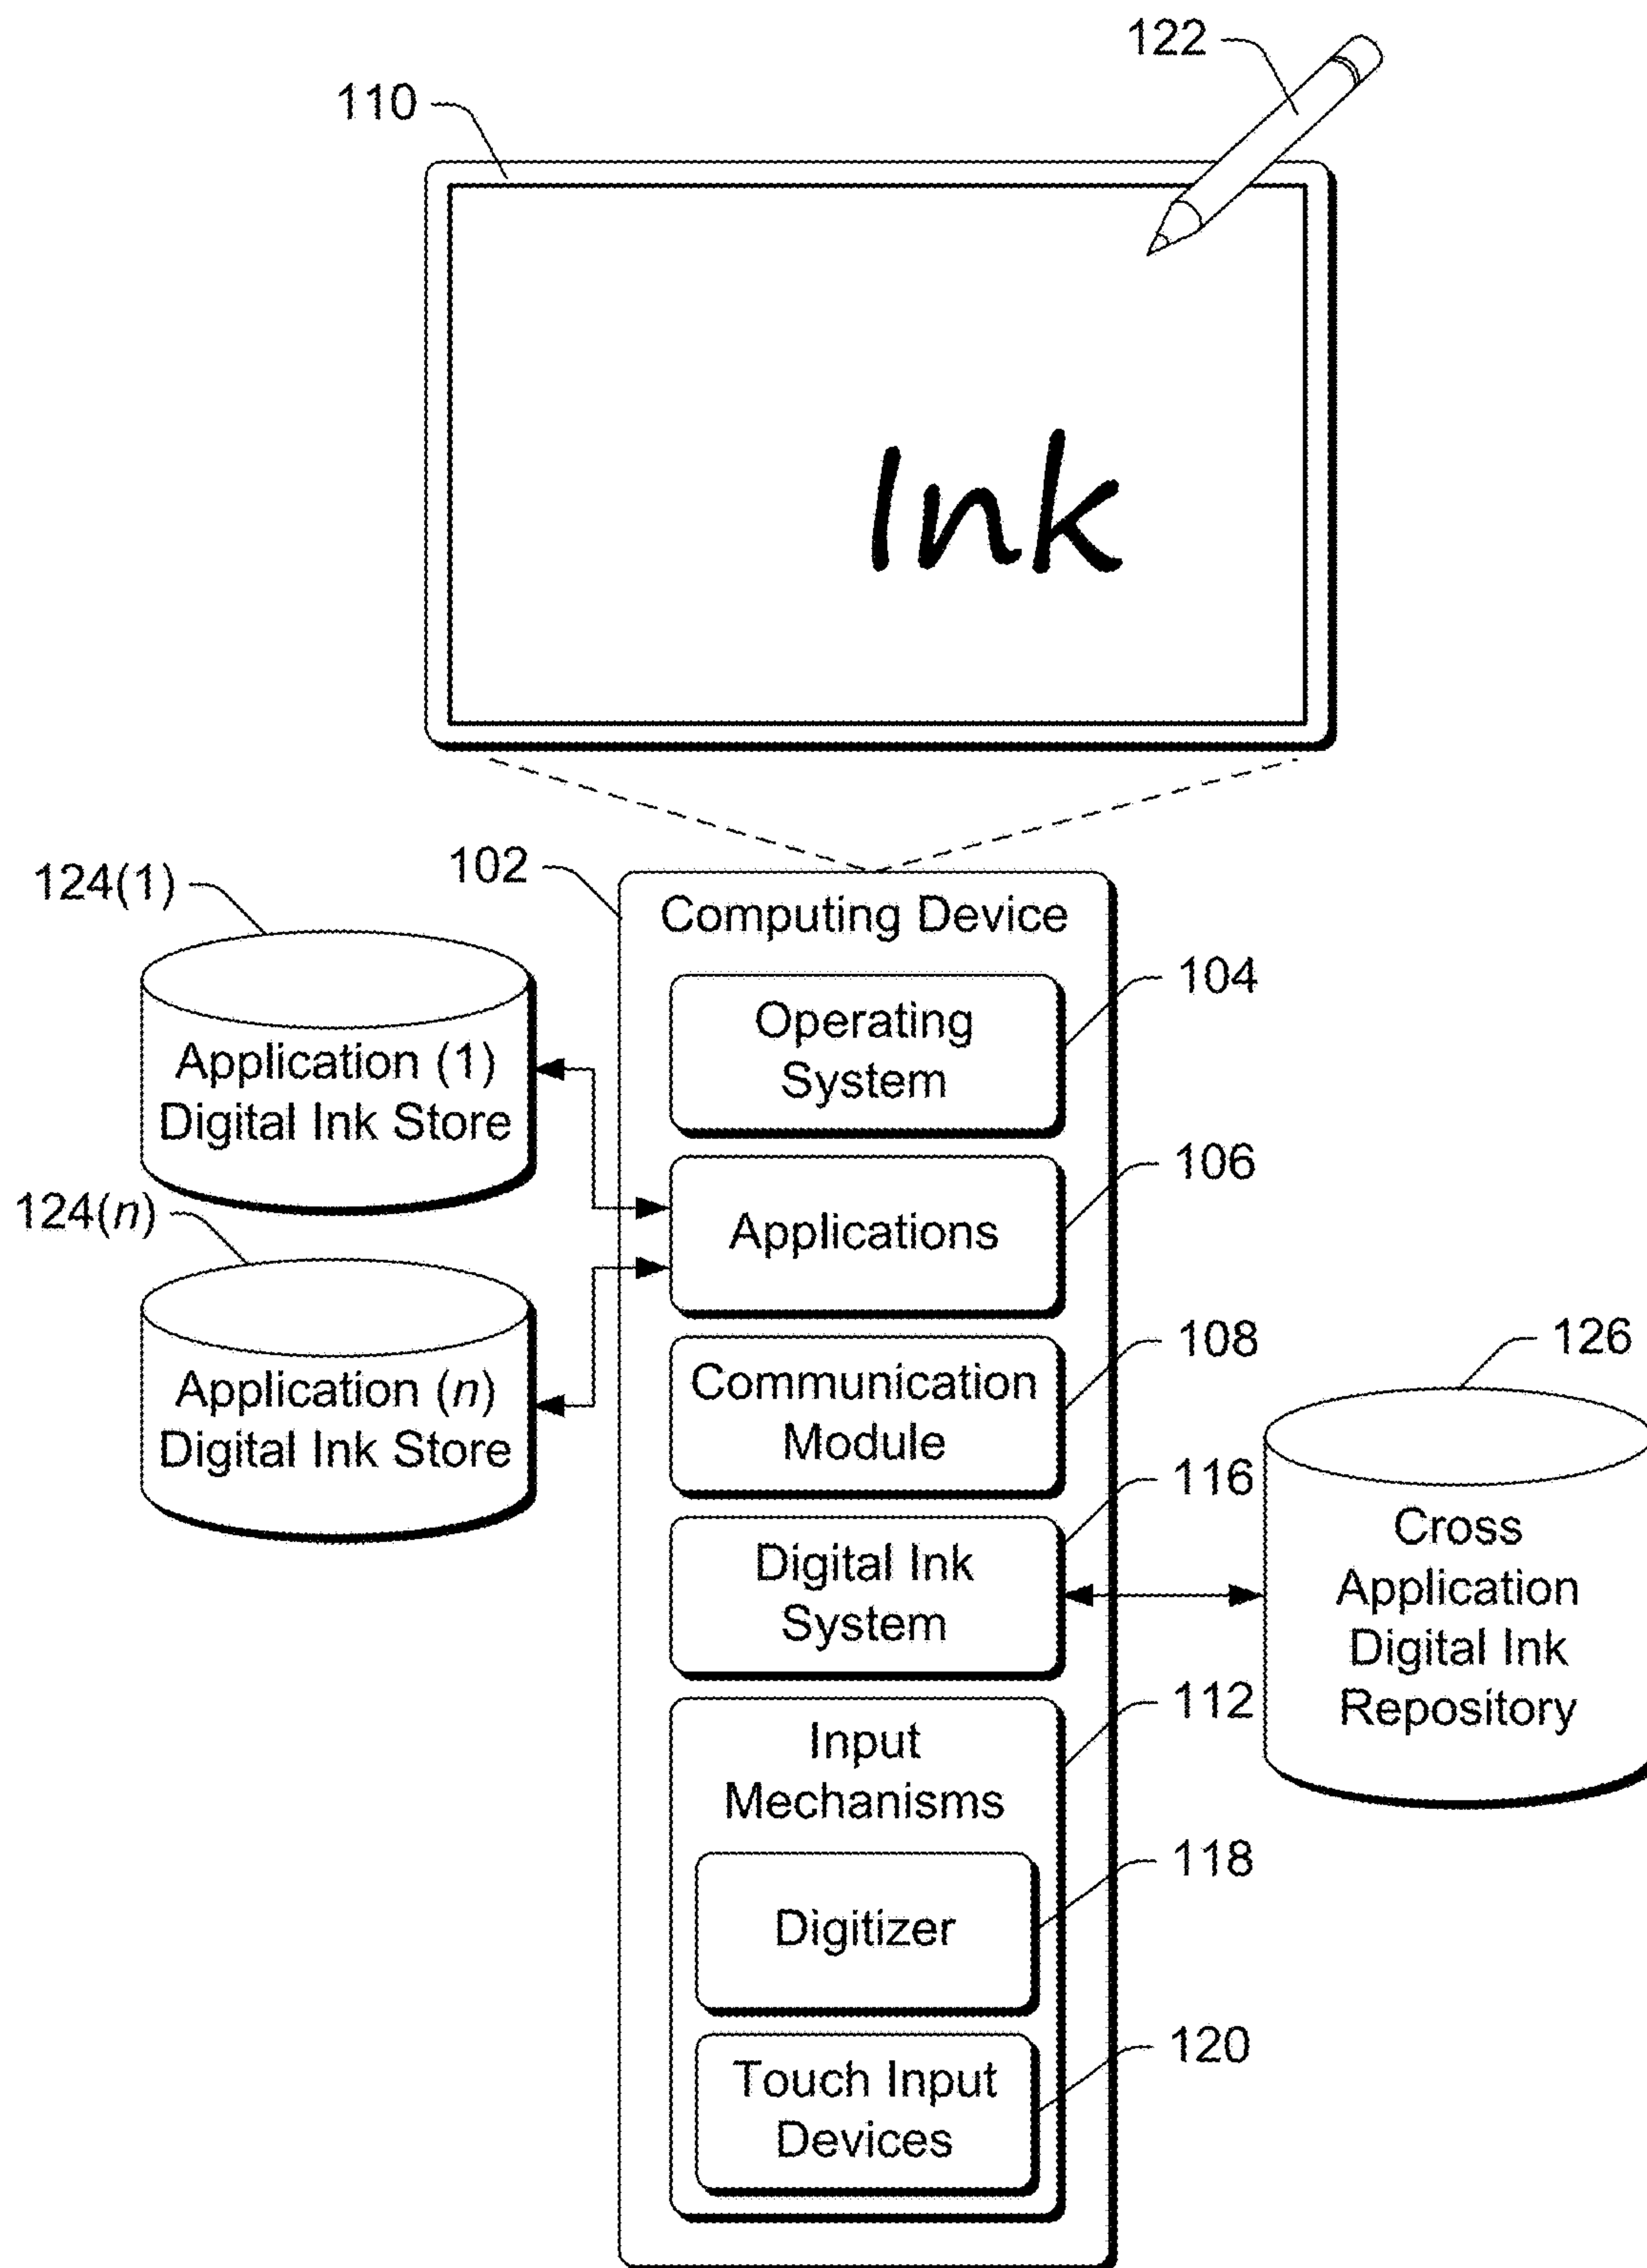 122
110
Ink
124(1)
102
Computing Device
104
Operating
System
Application (1)
Digital Ink Store
106
Applications
124(n)
108
Communication
Module
126
Application (n)
Digital Ink Store
116
Digital Ink
System
Cross
Application
Digital Ink
Repository
112
Input
Mechanisms
118
Digitizer
120
Touch Input
Devices